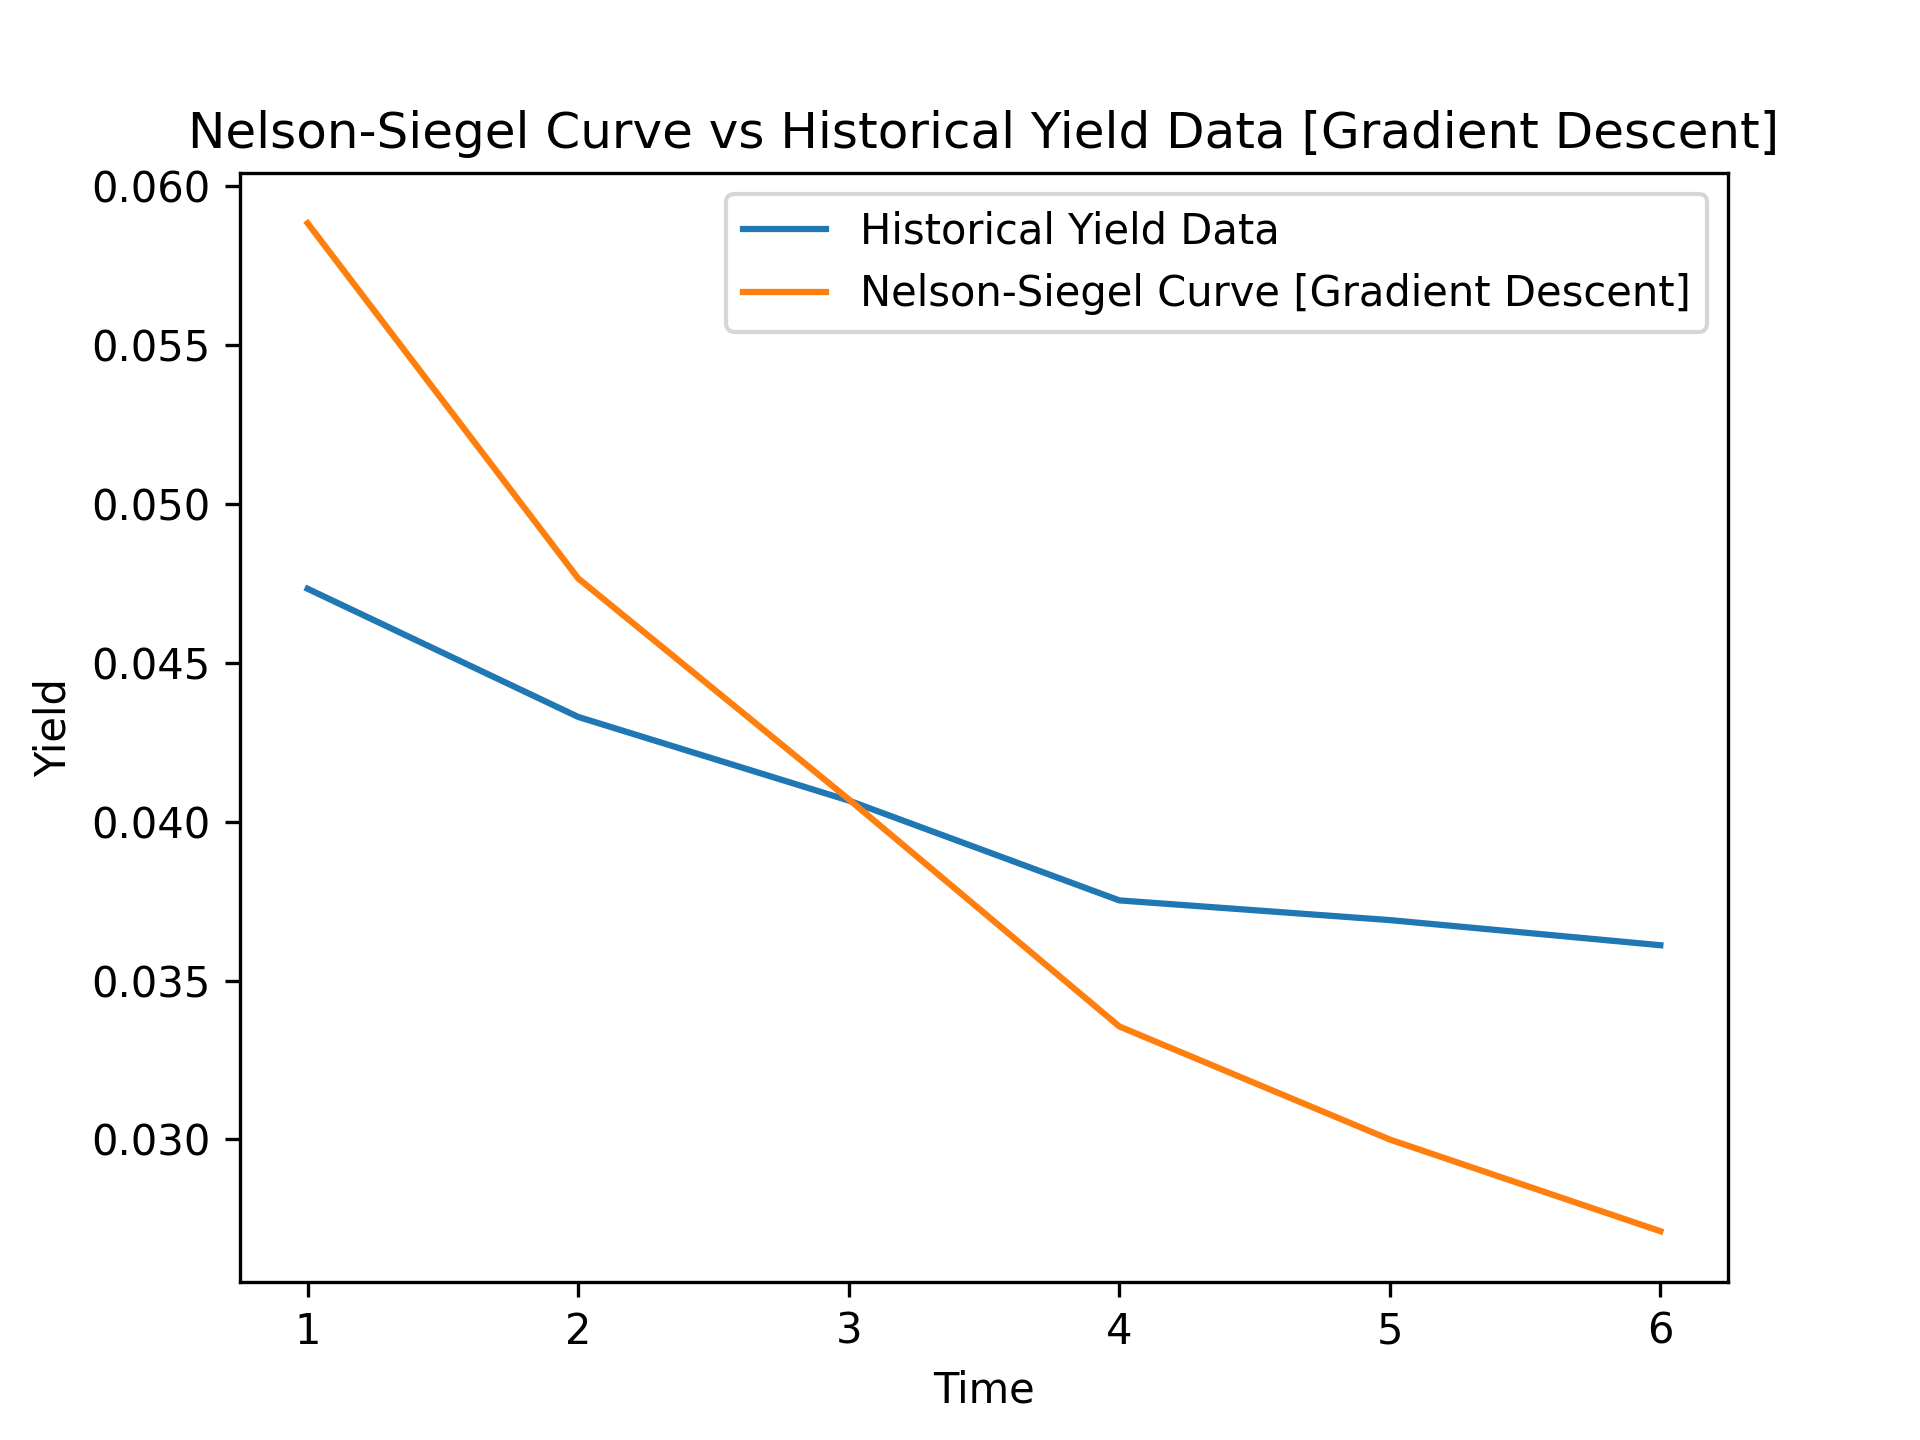 Nelson-Siegel Curve vs Historical Yield Data [Gradient Descent]
Historical Yield Data
Nelson-Siegel Curve [Gradient Descent]
0.060
0.055
0.050
0.045
0.040
0.035
0.030
Yield
1 2 3 4 5 6
Time